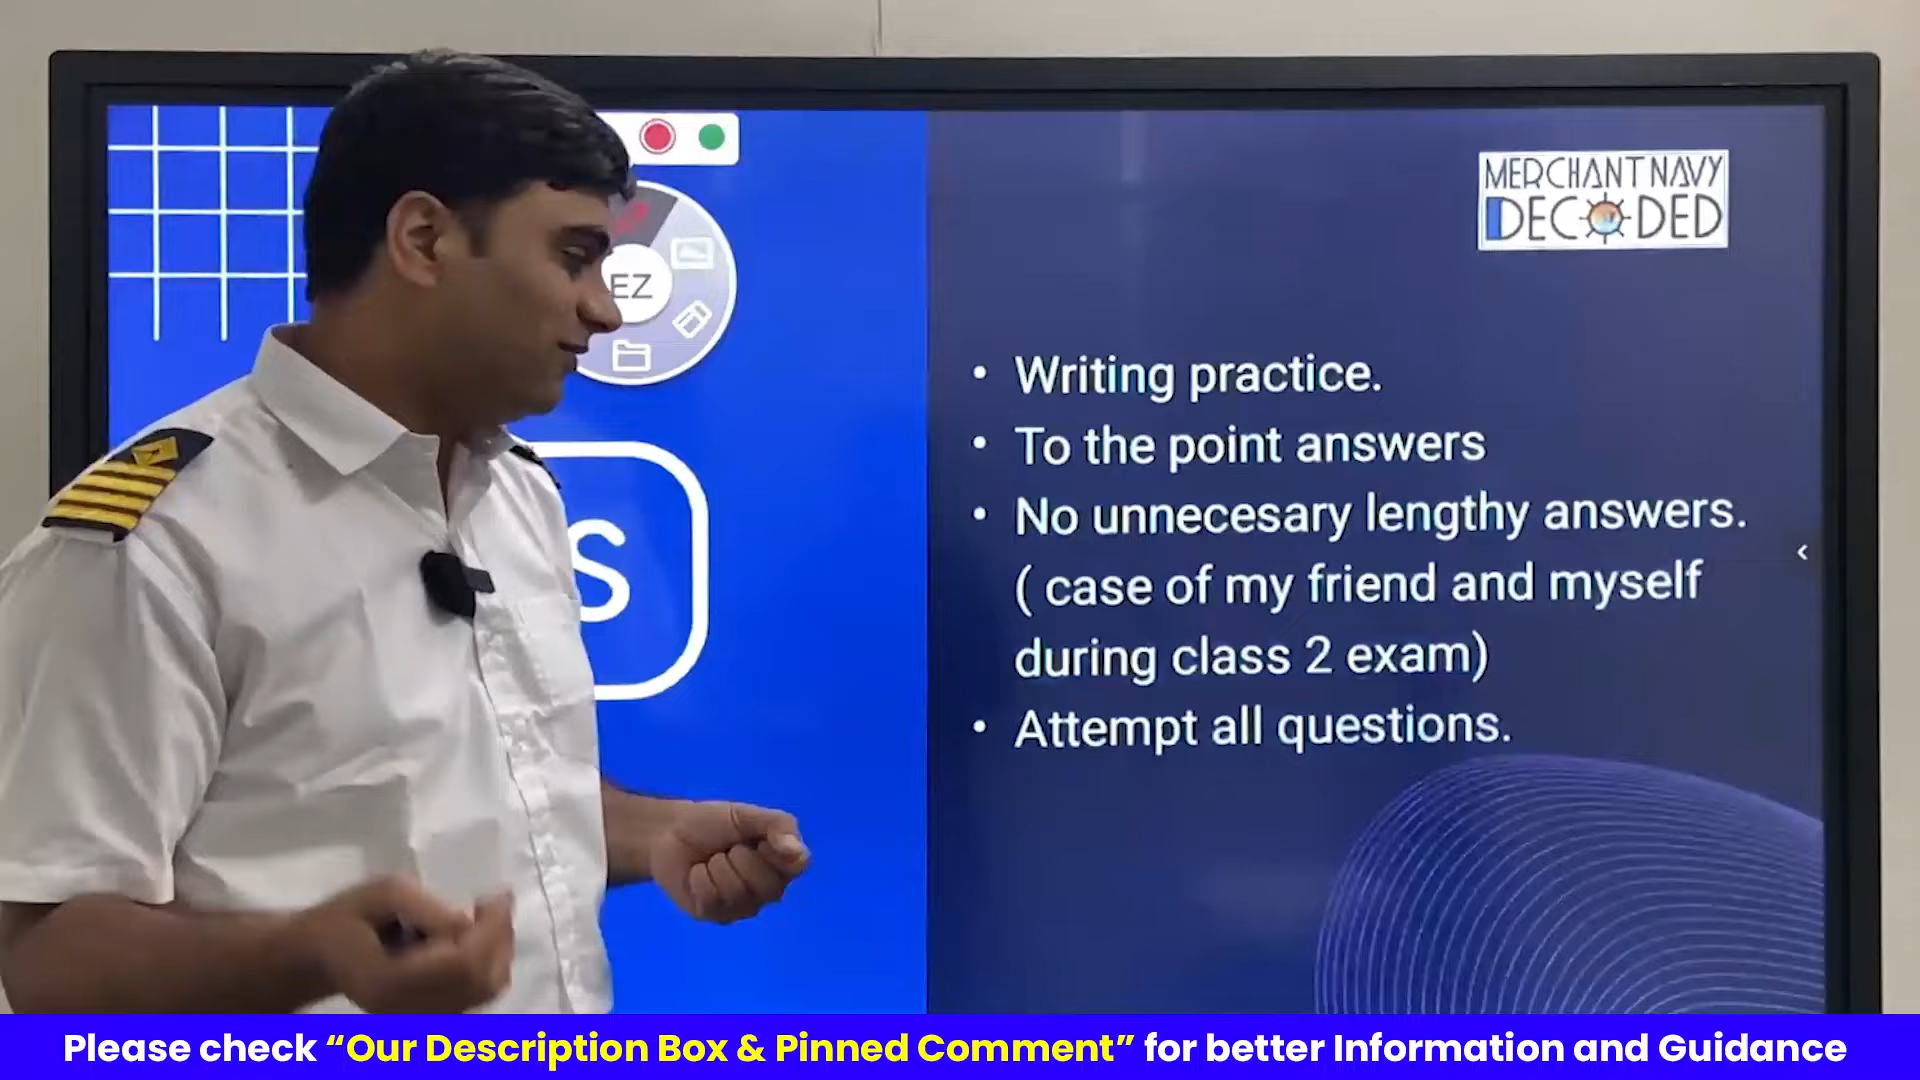 MERCHANT NAVY
DECODED
EZ
S
• Writing practice.
• To the point answers
• No unnecesary lengthy answers.
( case of my friend and myself
during class 2 exam)
• Attempt all questions.
Please check “Our Description Box & Pinned Comment” for better Information and Guidance